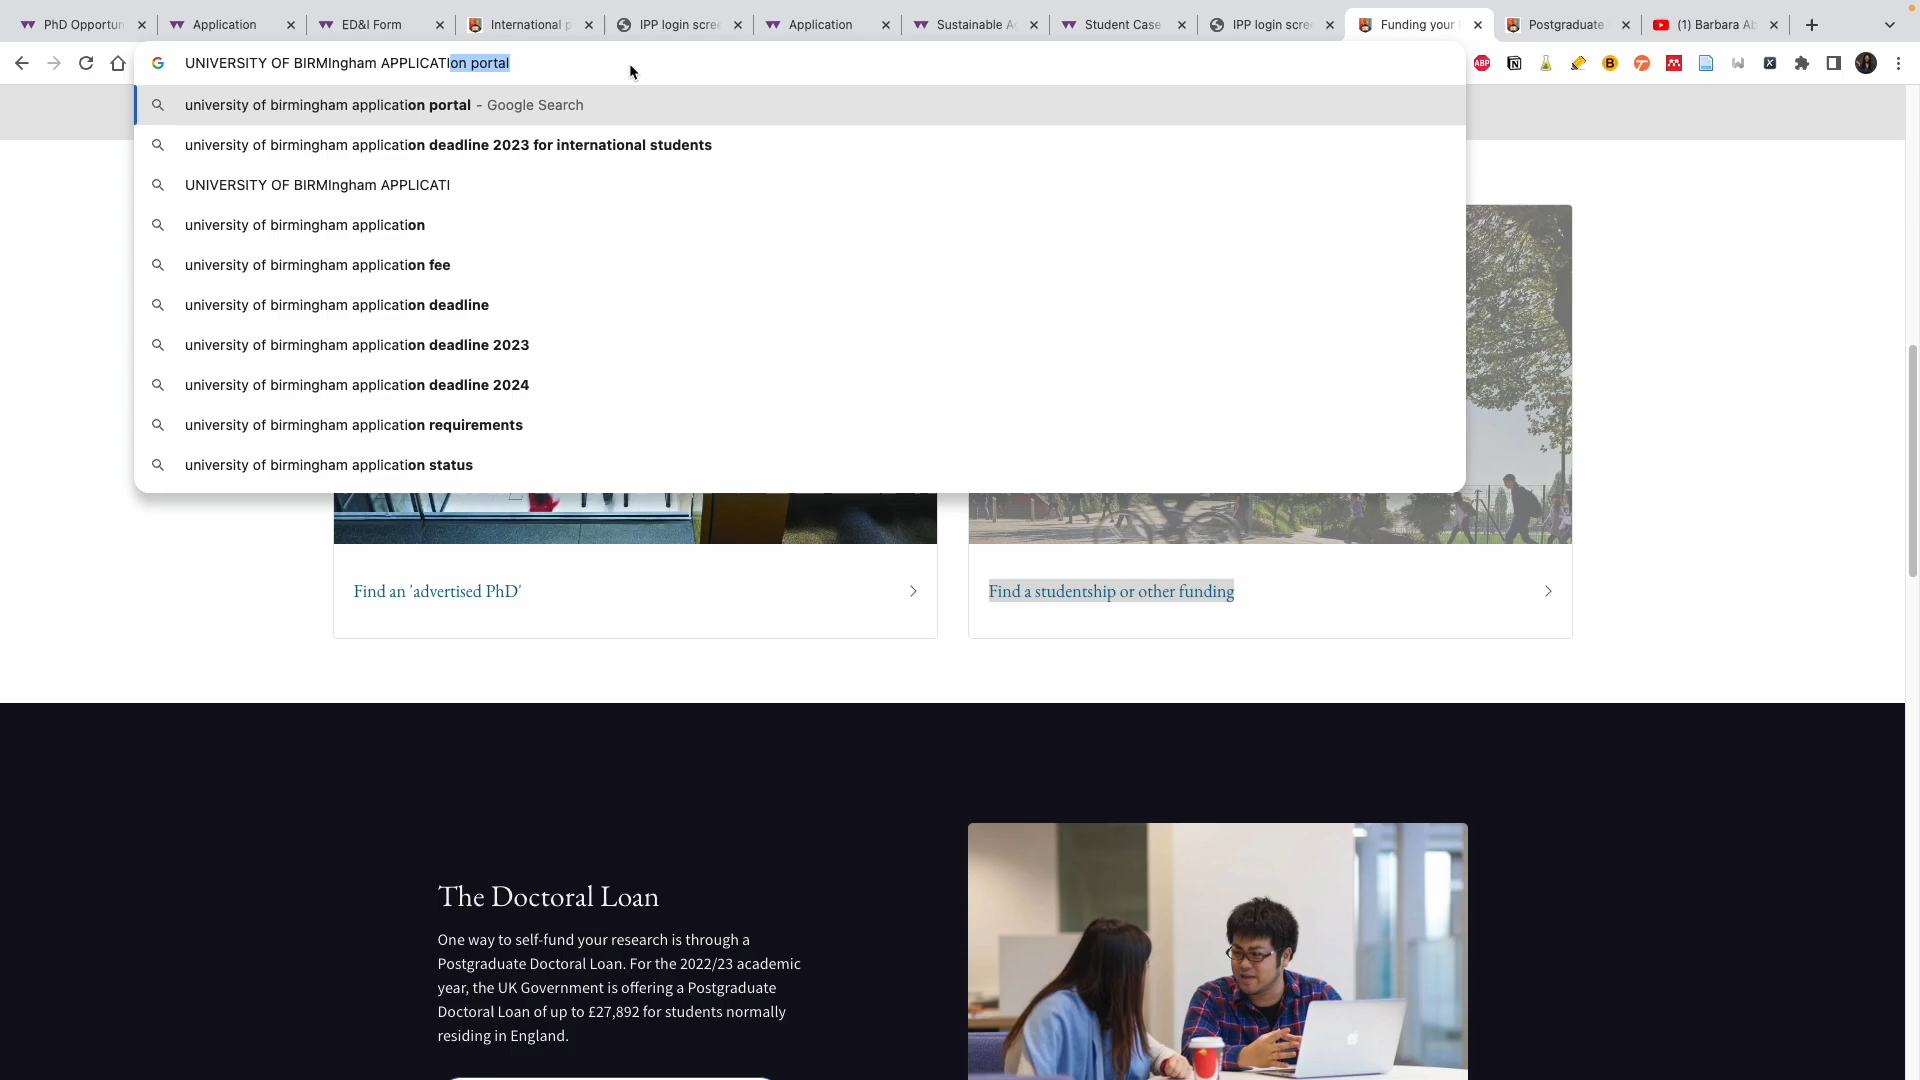 PhD Opportun
Application
ED&I Form
International p
IPP login scree
Application
Sustainable A
Student Case
IPP login scree
Funding your
Postgraduate
(1) Barbara Ab
UNIVERSITY OF BIRMIngham APPLICATIon portal
ABP
university of birmingham application portal - Google Search
university of birmingham application deadline 2023 for international students
UNIVERSITY OF BIRMIngham APPLICATI
university of birmingham application
university of birmingham application fee
university of birmingham application deadline
university of birmingham application deadline 2023
university of birmingham application deadline 2024
university of birmingham application requirements
university of birmingham application status
Find an 'advertised PhD'
Find a studentship or other funding
The Doctoral Loan
One way to self-fund your research is through a
Postgraduate Doctoral Loan. For the 2022/23 academic
year, the UK Government is offering a Postgraduate
Doctoral Loan of up to £27,892 for students normally
residing in England.